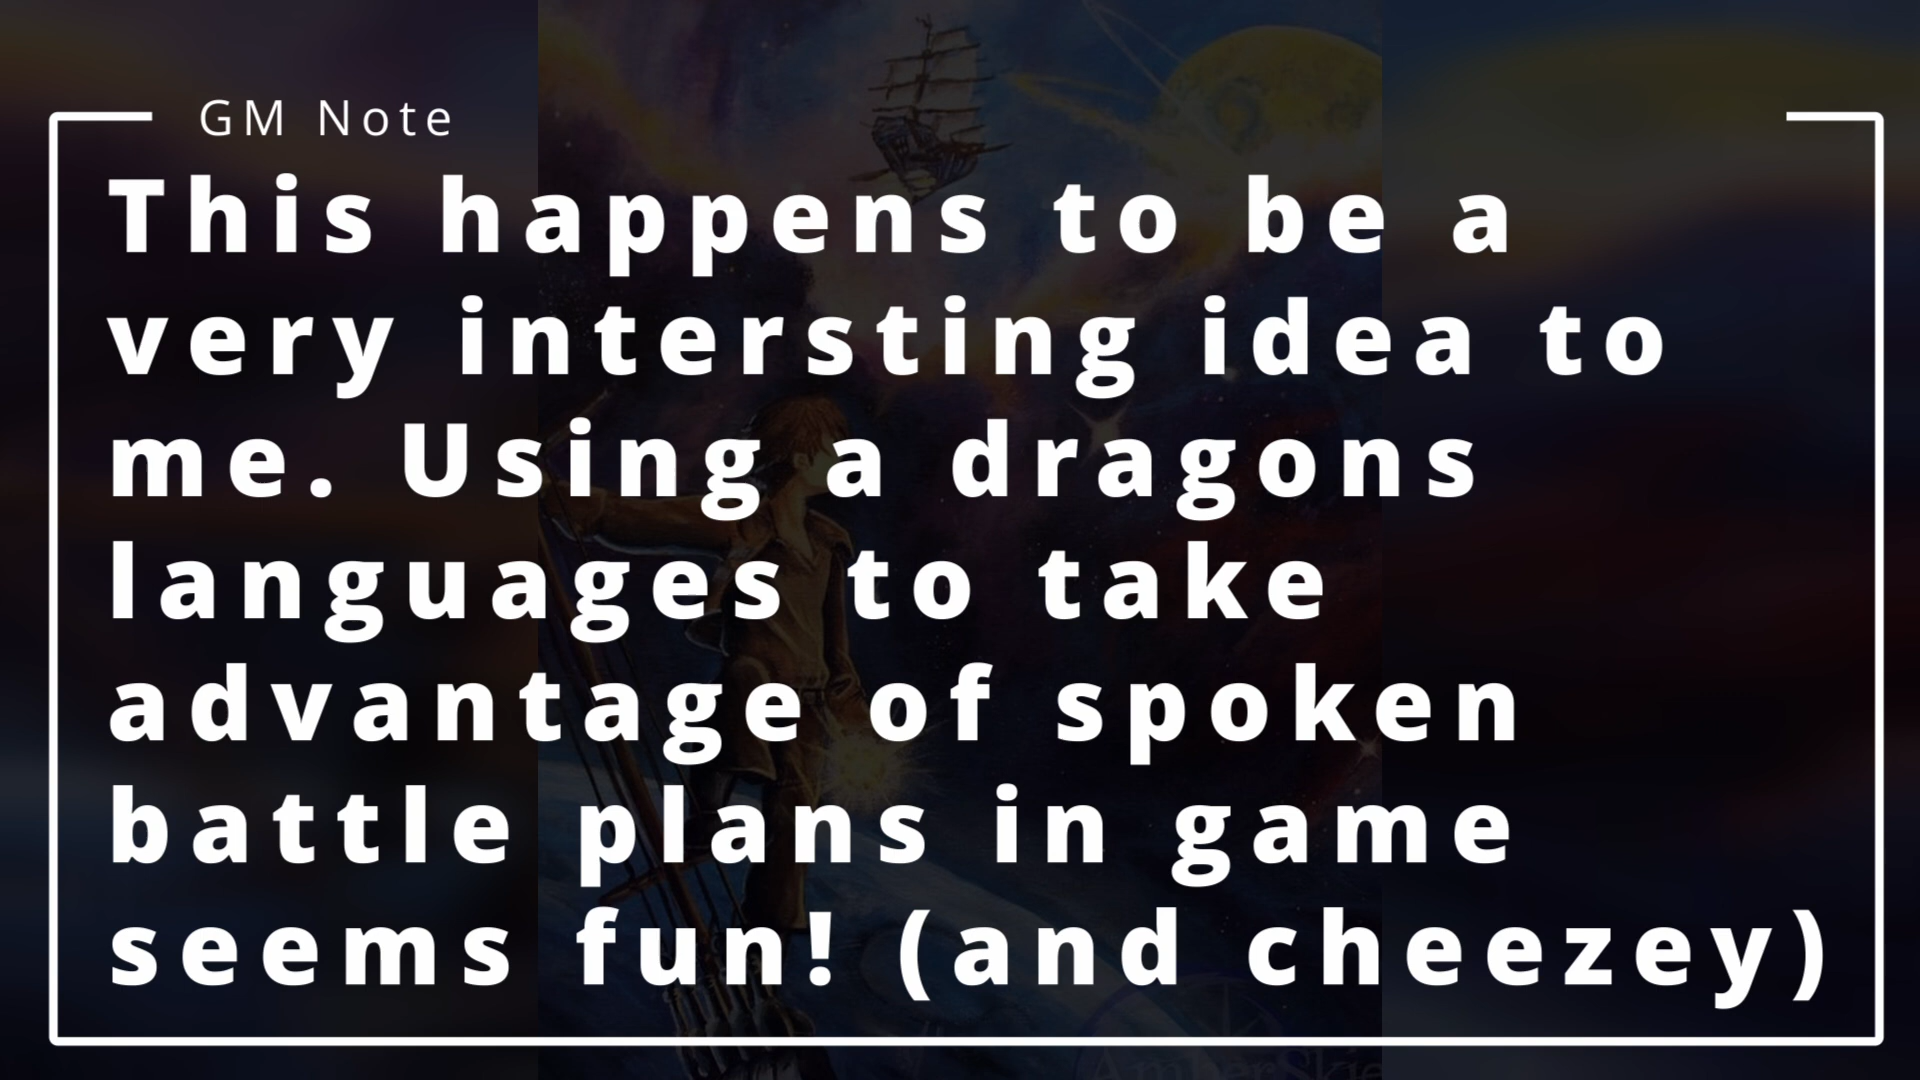 GM Note
This happens to be a
very intersting idea to
me. Using a dragons
languages to take
advantage of spoken
battle plans in game
seems fun! (and cheezey)
AmberSkie